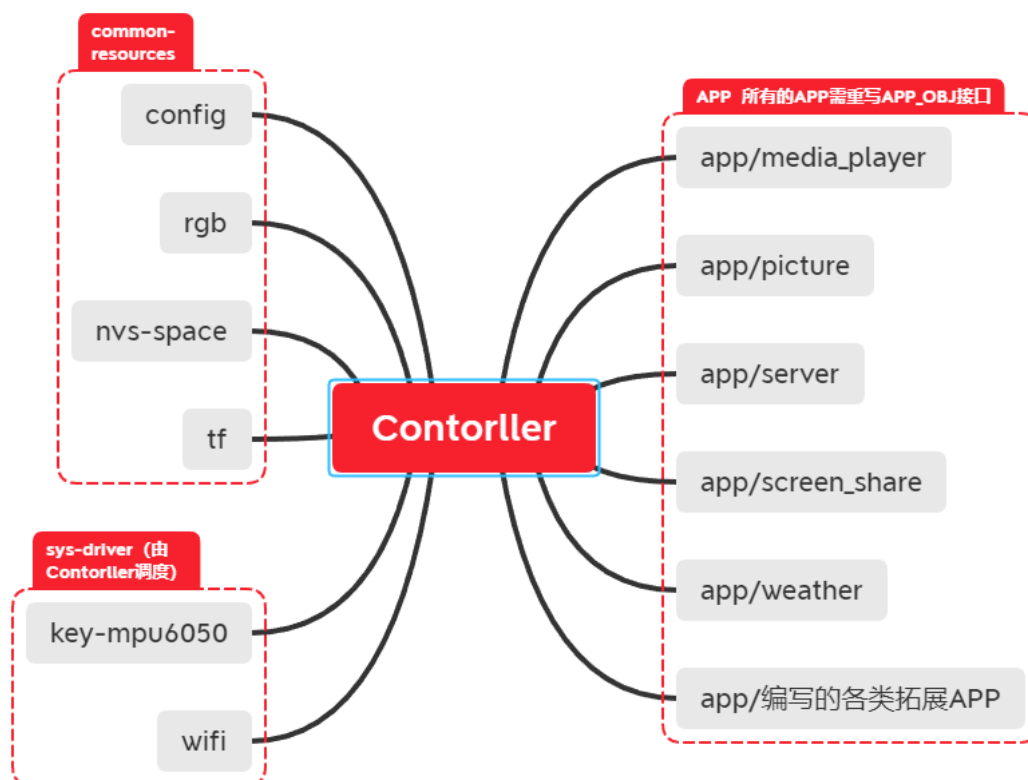 common-
resources
config
rgb
nvs-space
tf
sys-driver（由
Contorller调度)
key-mpu6050
wifi
Contorller
APP 所有的APP需重写APP_OBJ接口
app/media_player
app/picture
app/server
app/screen_share
app/weather
app/编写的各类拓展APP